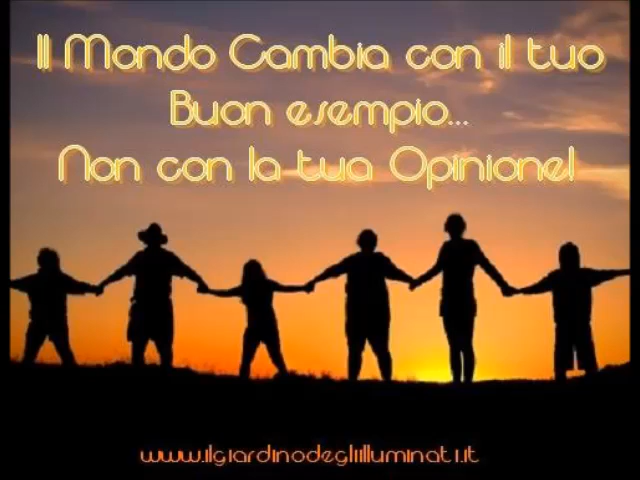 Il Mondo Cambia con il tuo
Buon esempio...
Non con la tua Opinione!
www.ilgiardinodegliilluminati.it